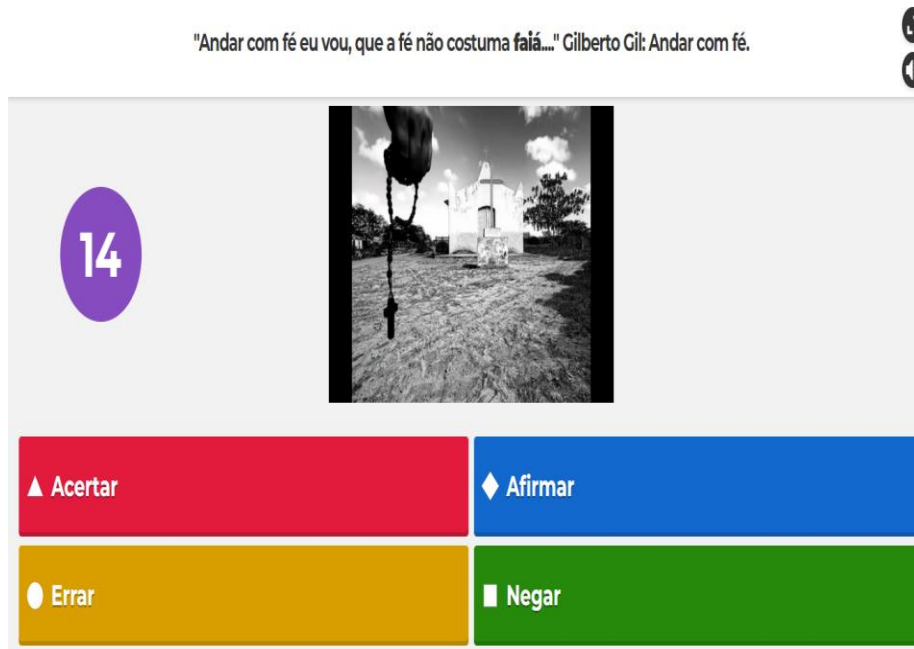 "Andar com fé eu vou, que a fé não costuma faiá...." Gilberto Gil: Andar com fé.
14
Acertar
Afirmar
Errar
Negar